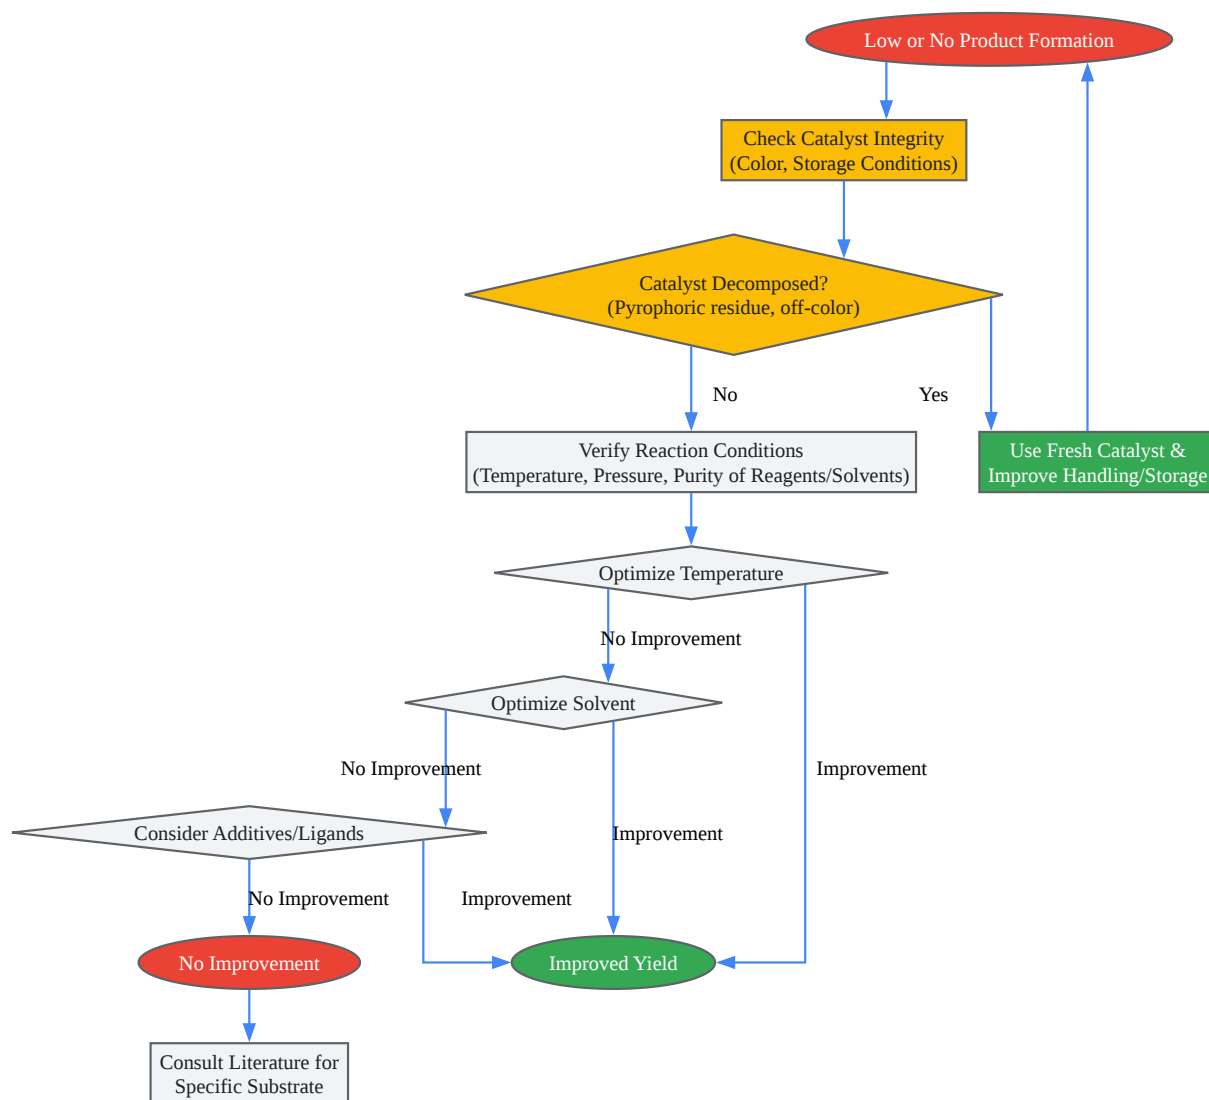 Low or No Product Formation
Check Catalyst Integrity
(Color, Storage Conditions)
Catalyst Decomposed?
(Pyrophoric residue, off-color)
No
Yes
Verify Reaction Conditions
(Temperature, Pressure, Purity of Reagents/Solvents)
Use Fresh Catalyst &
Improve Handling/Storage
Optimize Temperature
No Improvement
Optimize Solvent
No Improvement
Improvement
Consider Additives/Ligands
Improvement
No Improvement
Improvement
No Improvement
Improved Yield
Consult Literature for
Specific Substrate